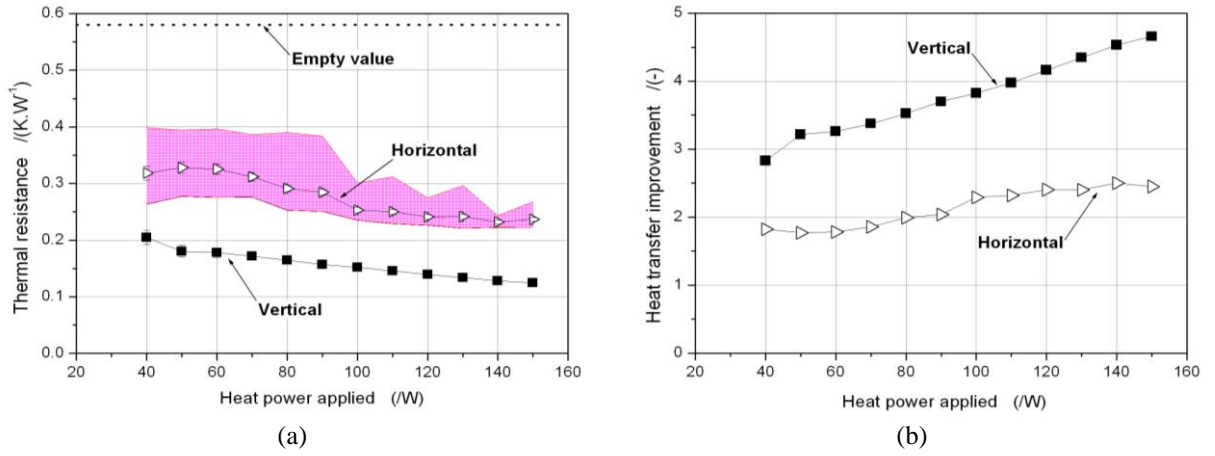 0.6
0.5
0.4
0.3
0.2
0.1
0.0
Thermal resistance /(K.W⁻¹)
Empty value
Horizontal
Vertical
20 40 60 80 100 120 140 160
Heat power applied (/W)
(a)
5
4
3
2
1
0
Heat transfer improvement /(-)
Vertical
Horizontal
20 40 60 80 100 120 140 160
Heat power applied (/W)
(b)